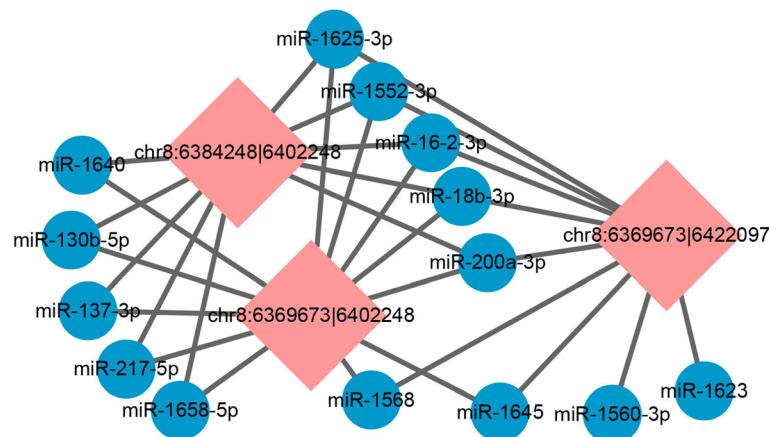 miR-1625-3p
miR-1552-3p
miR-16-2-3p
chr8:6384248|6402248
miR-1640
miR-18b-3p
chr8:6369673|6422097
miR-130b-5p
miR-200a-3p
miR-137-3p
chr8:6369673|6402248
miR-217-5p
miR-1623
miR-1568
miR-1658-5p
miR-1645
miR-1560-3p